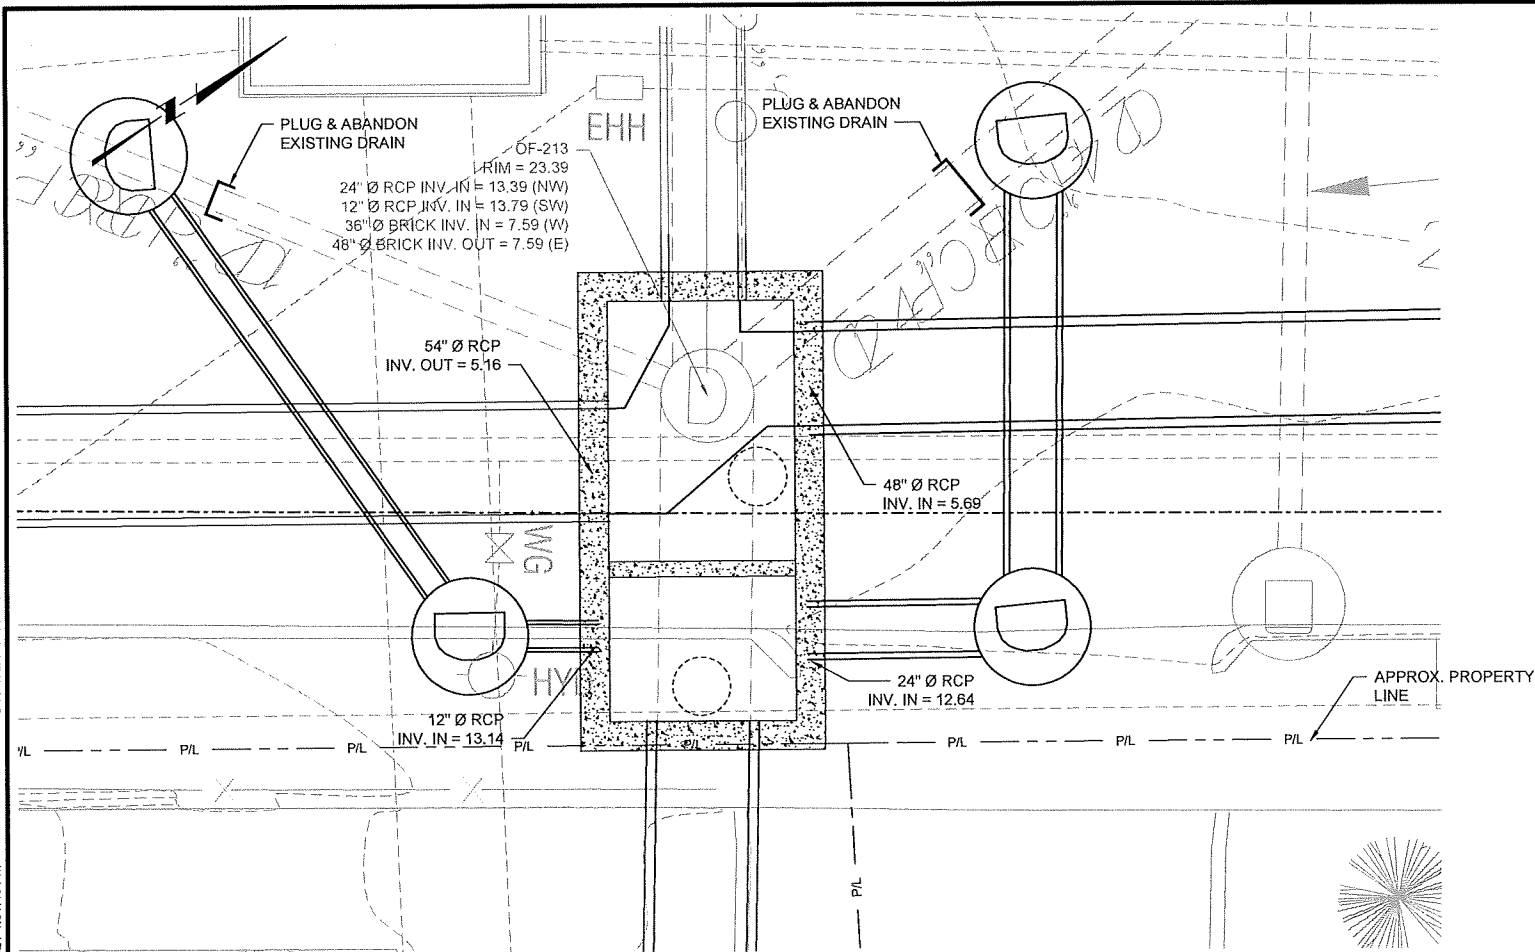 PLUG & ABANDON
EXISTING DRAIN
EHH
PLUG & ABANDON
EXISTING DRAIN
OF-213
RIM = 23.39
24" Ø RCP INV. IN = 13.39 (NW)
12" Ø RCP INV. IN = 13.79 (SW)
36" Ø BRICK INV. IN = 7.59 (W)
48" Ø BRICK INV. OUT = 7.59 (E)
54" Ø RCP
INV. OUT = 5.16
48" Ø RCP
INV. IN = 5.69
WG
HY
24" Ø RCP
INV. IN = 12.64
12" Ø RCP
INV. IN = 13.14
APPROX. PROPERTY
LINE
P/L P/L P/L P/L P/L P/L P/L P/L
P/L